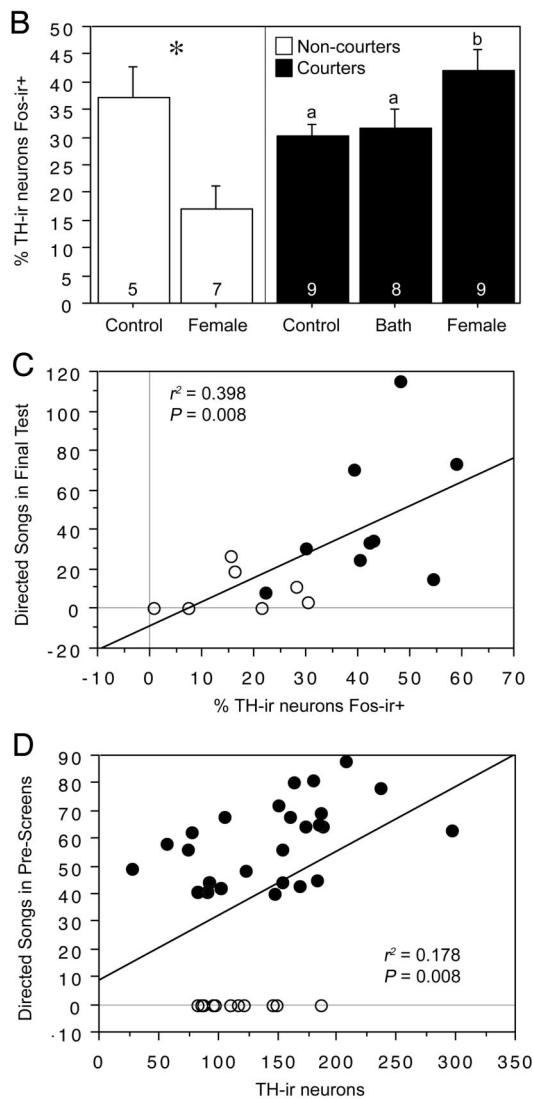 B
% TH-ir neurons Fos-ir+
50
45
40
35
30
25
20
15
10
5
0
*
Non-courters
Courters
a
a
b
5
7
9
8
9
Control Female Control Bath Female
C
Directed Songs in Final Test
120
100
80
60
40
20
0
-20
r² = 0.398
P = 0.008
-10 0 10 20 30 40 50 60 70
% TH-ir neurons Fos-ir+
D
Directed Songs in Pre-Screens
90
80
70
60
50
40
30
20
10
0
-10
r² = 0.178
P = 0.008
0 50 100 150 200 250 300 350
TH-ir neurons